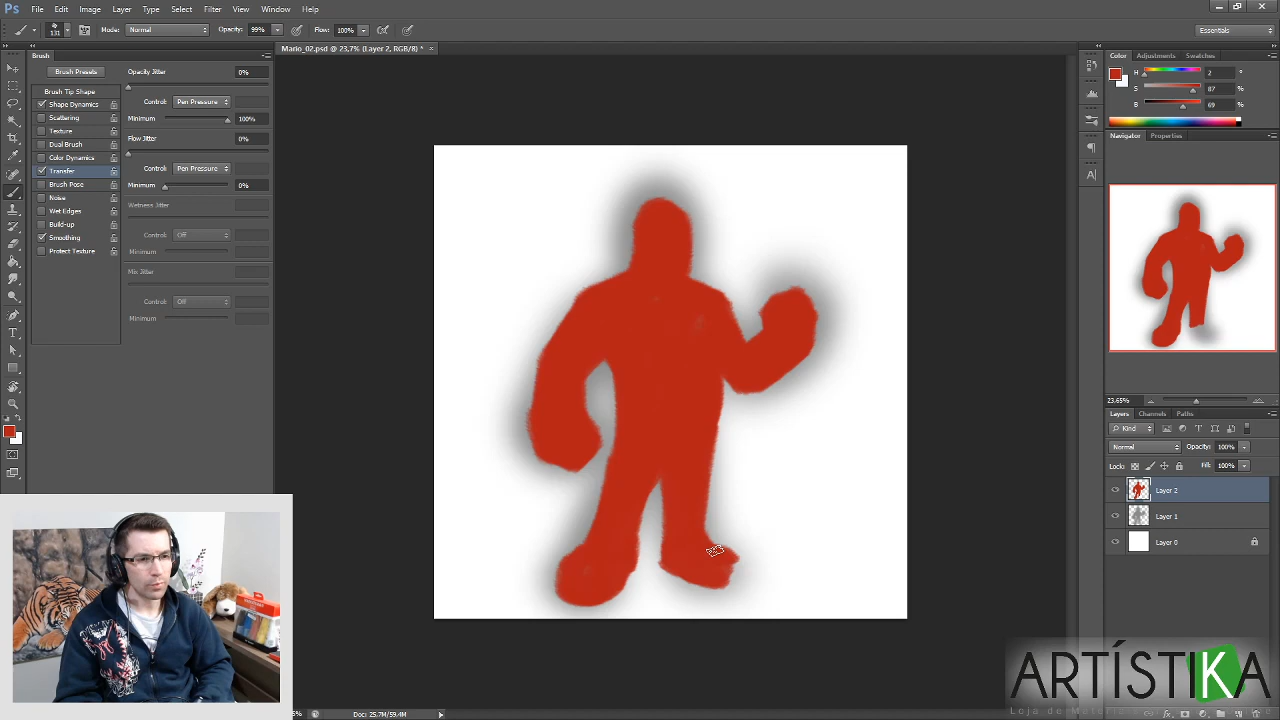 Ps File Edit Image Layer Type Select Filter View Window Help
131 Mode: Normal Opacity: 99% Flow: 100% Essentials
Mario_02.psd @ 23,7% (Layer 2, RGB/8) * ×
Brush
Brush Presets
Brush Tip Shape
Shape Dynamics
Scattering
Texture
Dual Brush
Color Dynamics
Transfer
Brush Pose
Noise
Wet Edges
Build-up
Smoothing
Protect Texture
Opacity Jitter 0%
Control: Pen Pressure
Minimum 100%
Flow Jitter 0%
Control: Pen Pressure
Minimum 0%
Wetness Jitter
Control: Off
Minimum
Mix Jitter
Control: Off
Minimum
Color Adjustments Swatches
H 2 °
S 87 %
B 69 %
Navigator Properties
23.65%
Layers Channels Paths
Kind
Normal Opacity: 100%
Lock: Fill: 100%
Layer 2
Layer 1
Layer 0
Doc: 25.7M/59.4M
ARTÍSTIKA